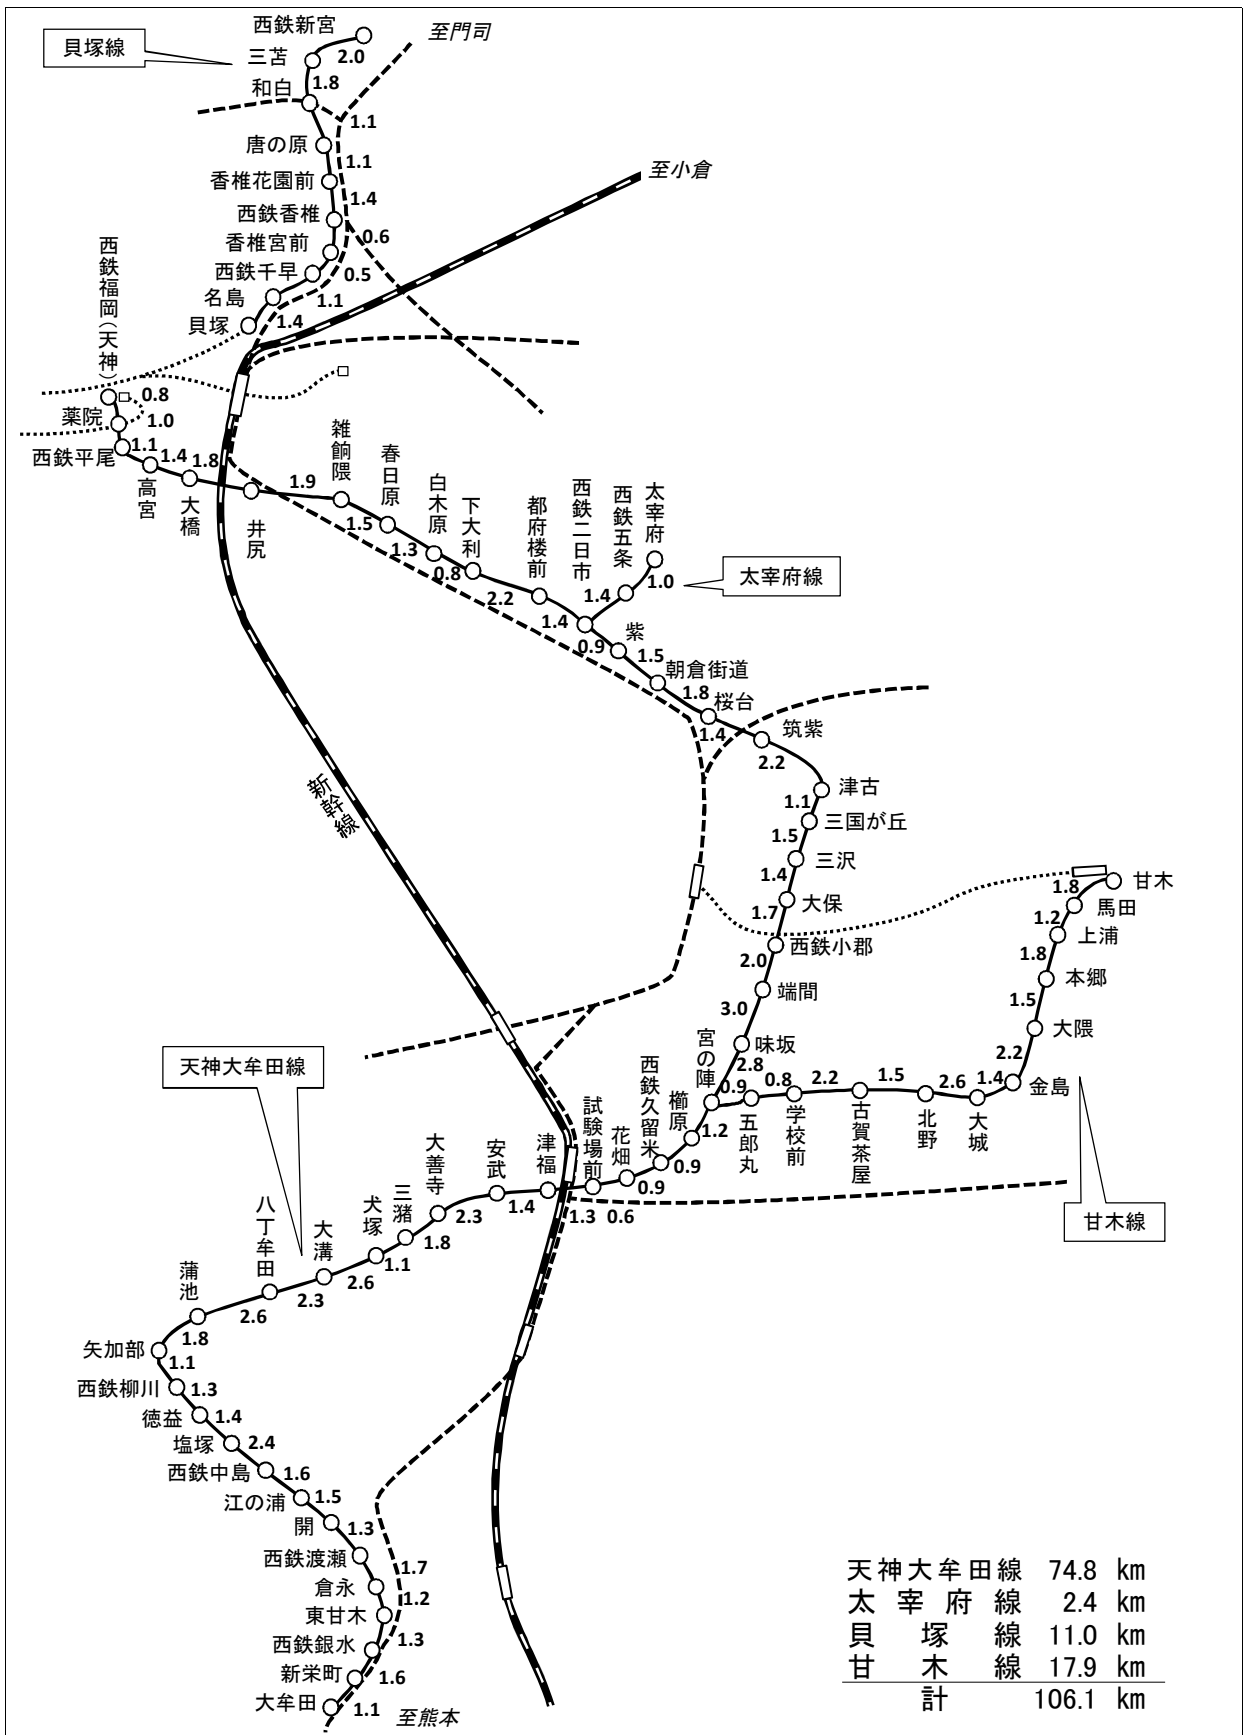 貝塚線
西鉄新宮
2.0
至門司
三苫
1.8
和白
1.1
唐の原
1.1
香椎花園前
1.4
西鉄香椎
0.6
香椎宮前
0.5
西鉄千早
1.1
名島
1.4
貝塚
至小倉
西鉄福岡(天神)
0.8
薬院
1.0
西鉄平尾
1.1
高宮
1.4
大橋
1.8
井尻
1.9
雑餉隈
1.5
春日原
1.3
白木原
0.8
下大利
2.2
都府楼前
1.4
西鉄二日市
1.4
西鉄五条
1.0
太宰府
太宰府線
0.9
紫
1.5
朝倉街道
1.8
桜台
1.4
筑紫
2.2
津古
1.1
三国が丘
1.5
三沢
1.4
大保
1.7
西鉄小郡
2.0
端間
3.0
味坂
2.8
宮の陣
新幹線
甘木
1.8
馬田
1.2
上浦
1.8
本郷
1.5
大隈
2.2
金島
1.4
大城
2.6
北野
1.5
古賀茶屋
2.2
学校前
0.8
五郎丸
0.9
甘木線
1.2
櫛原
0.9
西鉄久留米
0.9
花畑
0.6
試験場前
1.3
津福
1.4
安武
2.3
大善寺
1.8
三潴
1.1
犬塚
2.6
大溝
2.3
八丁牟田
2.6
蒲池
1.8
矢加部
1.1
西鉄柳川
1.3
徳益
1.4
塩塚
2.4
西鉄中島
1.6
江の浦
1.5
開
1.3
西鉄渡瀬
1.7
倉永
1.2
東甘木
1.3
西鉄銀水
1.6
新栄町
1.1
大牟田
至熊本
天神大牟田線
天神大牟田線 74.8 km
太宰府線 2.4 km
貝塚線 11.0 km
甘木線 17.9 km
計 106.1 km